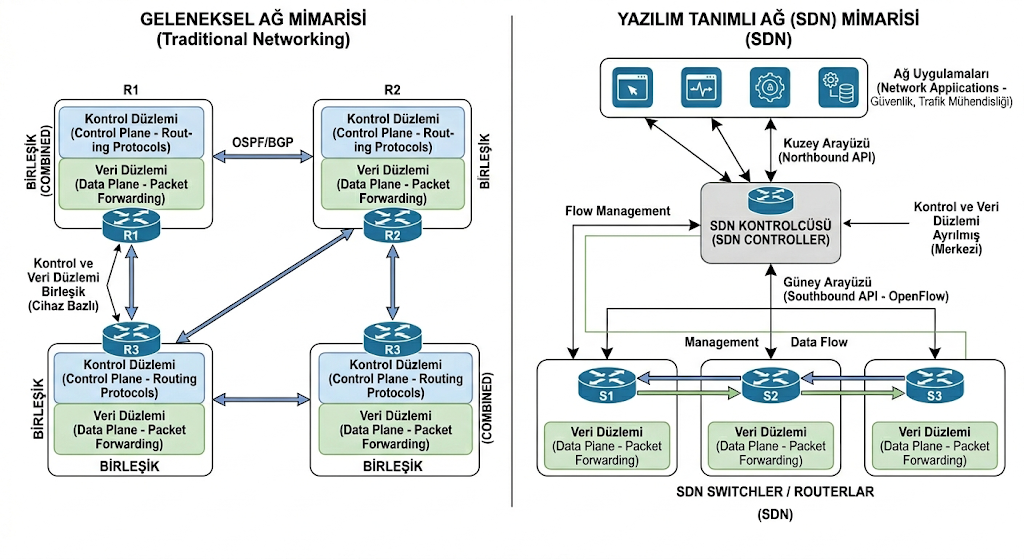 GELENEKSEL AĞ MİMARİSİ
(Traditional Networking)
R1
R2
BİRLEŞİK
(COMBINED)
Kontrol Düzlemi
(Control Plane - Rout-
ing Protocols)
Veri Düzlemi
(Data Plane - Packet
Forwarding)
R1
OSPF/BGP
Kontrol Düzlemi
(Control Plane - Rout-
ing Protocols)
Veri Düzlemi
(Data Plane - Packet
Forwarding)
R2
BİRLEŞİK
Kontrol ve
Veri Düzlemi
Birleşik
(Cihaz Bazlı)
R3
BİRLEŞİK
Kontrol Düzlemi
(Control Plane - Routing
Protocols)
Veri Düzlemi
(Data Plane - Packet
Forwarding)
BİRLEŞİK
R3
Kontrol Düzlemi
(Control Plane - Routing
Protocols)
Veri Düzlemi
(Data Plane - Packet
Forwarding)
BİRLEŞİK
(COMBINED)
YAZILIM TANIMLI AĞ (SDN) MİMARİSİ
(SDN)
Ağ Uygulamaları
(Network Applications -
Güvenlik, Trafik Mühendisliği)
Kuzey Arayüzü
(Northbound API)
Flow Management
SDN KONTROLCÜSÜ
(SDN CONTROLLER)
Kontrol ve Veri
Düzlemi
Ayrılmış
(Merkezi)
Güney Arayüzü
(Southbound API - OpenFlow)
Management
Data Flow
S1
S2
S3
Veri Düzlemi
(Data Plane - Packet
Forwarding)
Veri Düzlemi
(Data Plane - Packet
Forwarding)
Veri Düzlemi
(Data Plane - Packet
Forwarding)
SDN SWITCHLER / ROUTERLAR
(SDN)